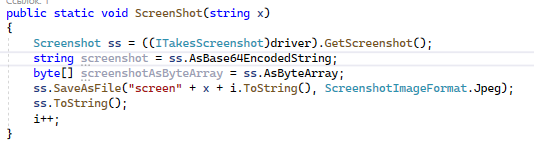 public static void ScreenShot(string x)
{
Screenshot ss = ((ITakesScreenshot)driver).GetScreenshot();
string screenshot = ss.AsBase64EncodedString;
byte[] screenshotAsByteArray = ss.AsByteArray;
ss.SaveAsFile("screen" + x + i.ToString(), ScreenshotImageFormat.Jpeg);
ss.ToString();
i++;
}